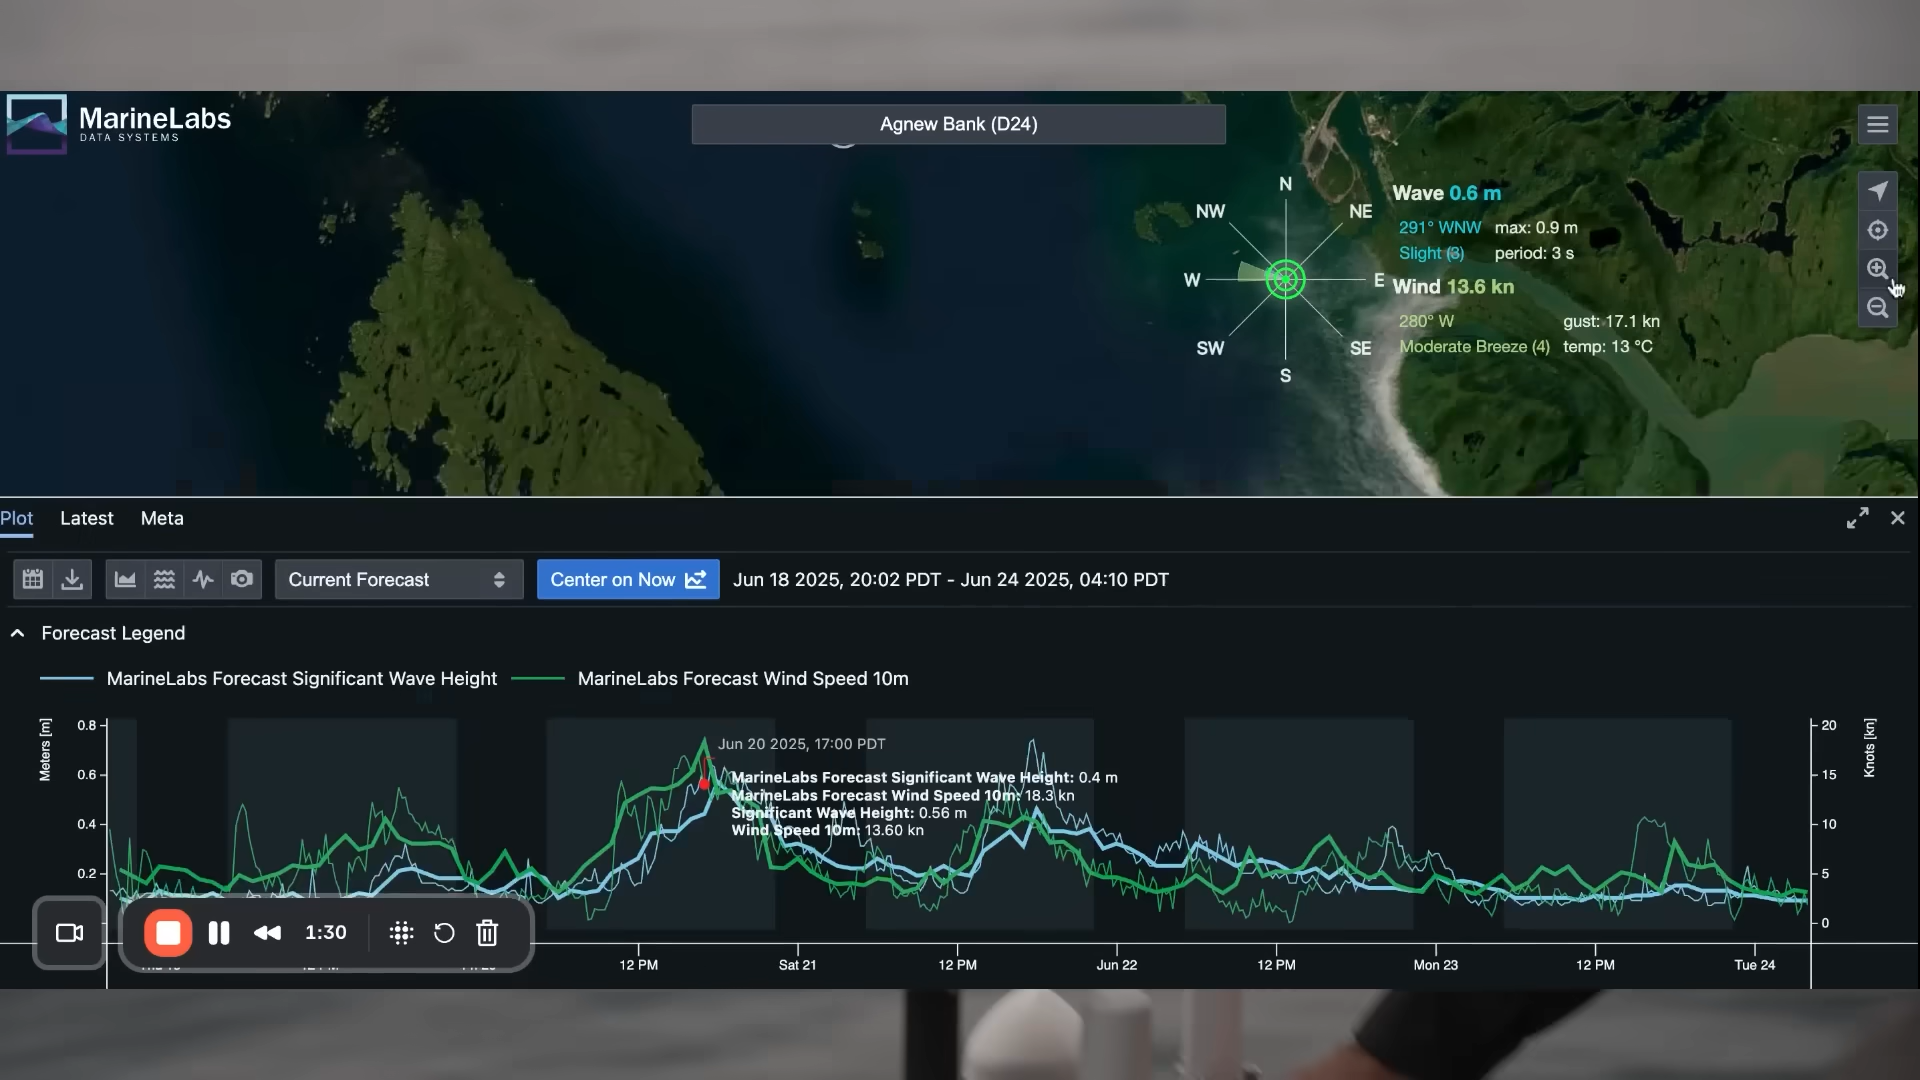 MarineLabs
DATA SYSTEMS
Agnew Bank (D24)
N
NW
NE
W
E
SW
SE
S
Wave 0.6 m
291° WNW max: 0.9 m
Slight (3) period: 3 s
Wind 13.6 kn
280° W gust: 17.1 kn
Moderate Breeze (4) temp: 13 °C
Plot Latest Meta
Current Forecast
Center on Now
Jun 18 2025, 20:02 PDT - Jun 24 2025, 04:10 PDT
Forecast Legend
MarineLabs Forecast Significant Wave Height
MarineLabs Forecast Wind Speed 10m
Meters [m]
0.8
0.6
0.4
0.2
Jun 20 2025, 17:00 PDT
MarineLabs Forecast Significant Wave Height: 0.4 m
MarineLabs Forecast Wind Speed 10m: 18.3 kn
Significant Wave Height: 0.56 m
Wind Speed 10m: 13.60 kn
20
15
10
5
0
Knots [kn]
1:30
12 PM
Sat 21
12 PM
Jun 22
12 PM
Mon 23
12 PM
Tue 24